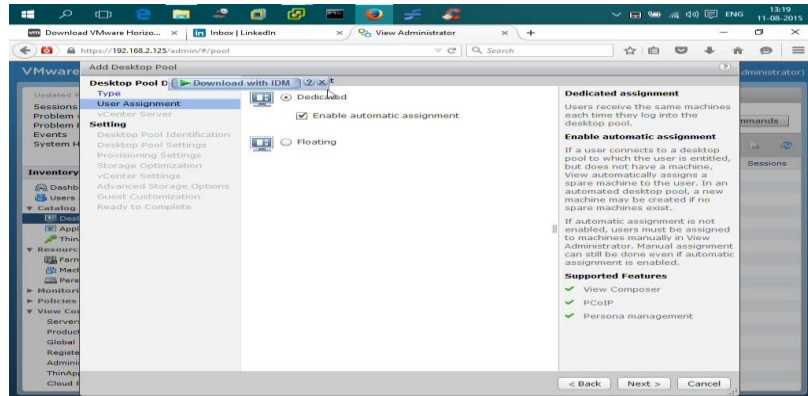 13:19
ENG
11-08-2015
Download VMware Horizo... ×
Inbox | LinkedIn ×
View Administrator ×
+
https://192.168.2.125/admin/#/pool
Search
VMware
Add Desktop Pool
dministrator)
Updated
Sessions
Problem
Problem
Events
System H
Inventory
Dashb
Users
Catalog
Desk
Appl
Thin
Resourc
Farn
Mach
Pers
Monitori
Policies
View Con
Server
Product
Global
Registe
Admini
ThinAp
Cloud P
Desktop Pool D
Download with IDM ? ×
Type
User Assignment
vCenter Server
Setting
Desktop Pool Identification
Desktop Pool Settings
Provisioning Settings
Storage Optimization
vCenter Settings
Advanced Storage Options
Guest Customization
Ready to Complete
Dedicated
Enable automatic assignment
Floating
Dedicated assignment
Users receive the same machines
each time they log into the
desktop pool.
Enable automatic assignment
If a user connects to a desktop
pool to which the user is entitled,
but does not have a machine,
View automatically assigns a
spare machine to the user. In an
automated desktop pool, a new
machine may be created if no
spare machines exist.
If automatic assignment is not
enabled, users must be assigned
to machines manually in View
Administrator. Manual assignment
can still be done even if automatic
assignment is enabled.
Supported Features
View Composer
PCoIP
Persona management
mmands
Sessions
< Back
Next >
Cancel